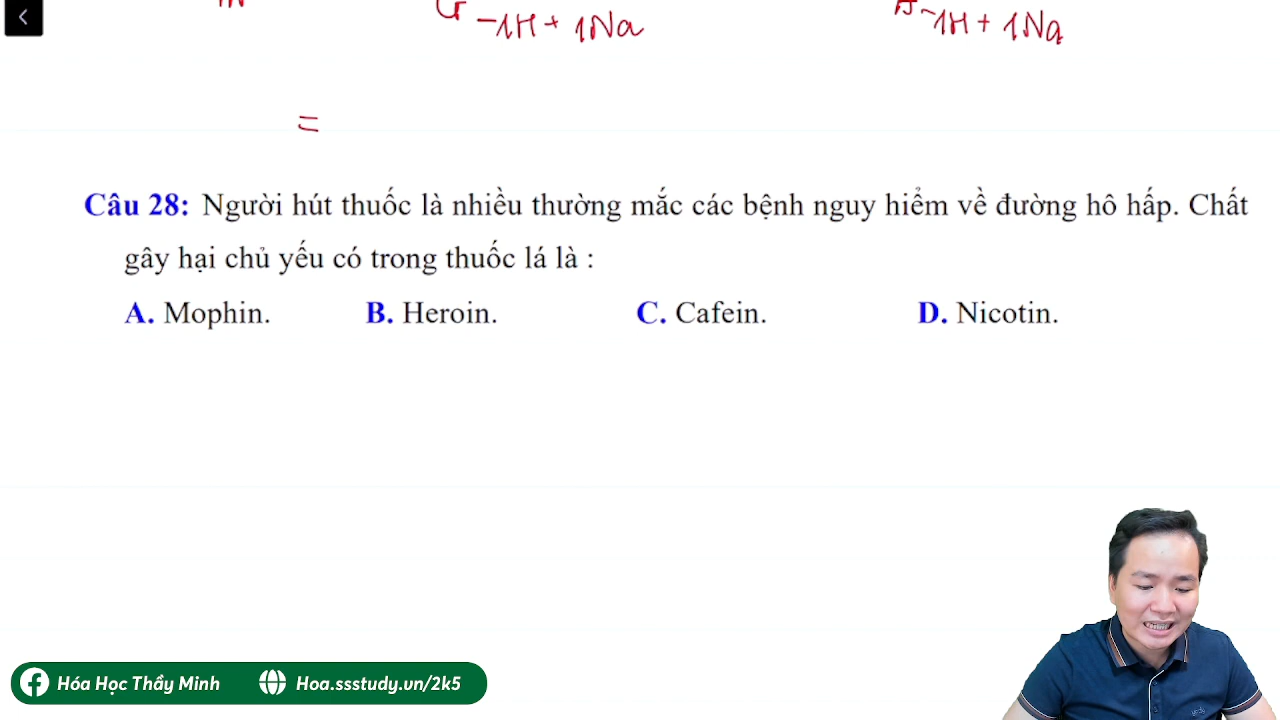 -1H + 1Na
-1H + 1Na
=
Câu 28: Người hút thuốc là nhiều thường mắc các bệnh nguy hiểm về đường hô hấp. Chất
gây hại chủ yếu có trong thuốc lá là :
A. Mophin. B. Heroin. C. Cafein. D. Nicotin.
Hóa Học Thầy Minh Hoa.ssstudy.vn/2k5